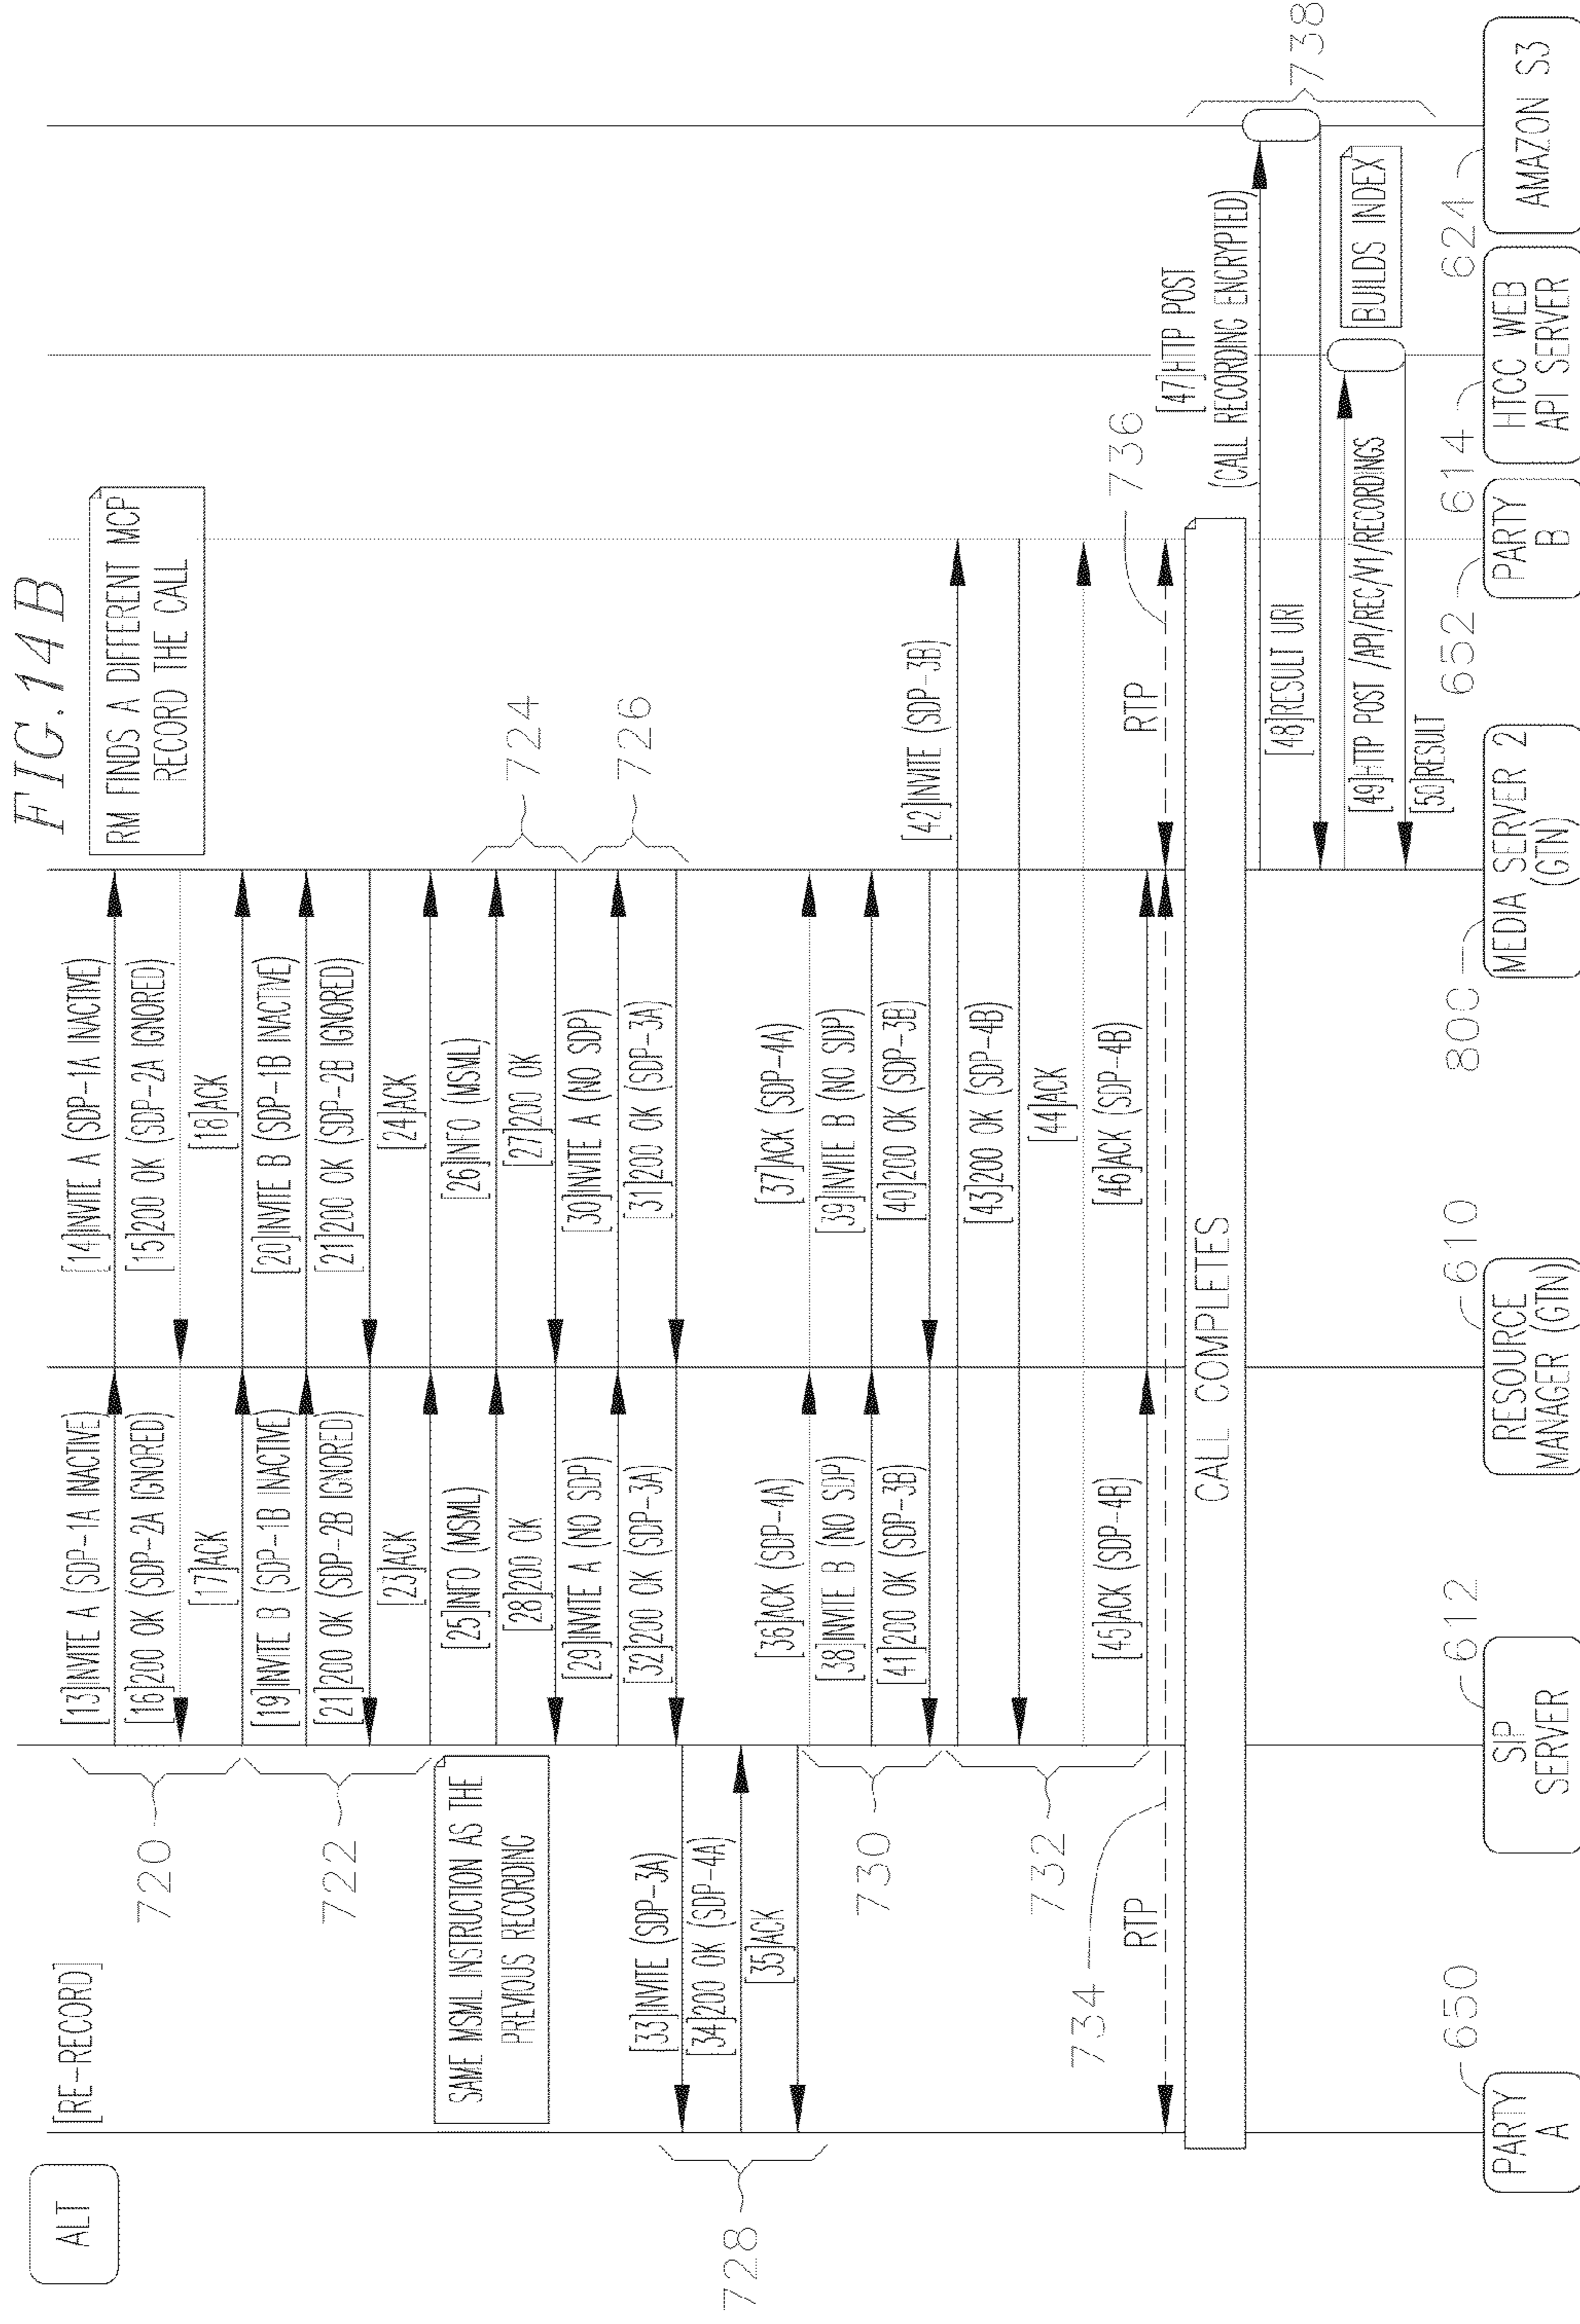 FIG.14B
ALT
[RE-RECORD]
RM FINDS A DIFFERENT MCP
RECORD THE CALL
[13]INVITE A (SDP-1A INACTIVE)
[14]INVITE A (SDP-1A INACTIVE)
[16]200 OK (SDP-2A IGNORED)
[15]200 OK (SDP-2A IGNORED)
[17]ACK
[18]ACK
720
[19]INVITE B (SDP-1B INACTIVE)
[20]INVITE B (SDP-1B INACTIVE)
[21]200 OK (SDP-2B IGNORED)
[21]200 OK (SDP-2B IGNORED)
[23]ACK
[24]ACK
722
SAME MSML INSTRUCTION AS THE
PREVIOUS RECORDING
[25]INFO (MSML)
[26]INFO (MSML)
[28]200 OK
[27]200 OK
724
[29]INVITE A (NO SDP)
[30]INVITE A (NO SDP)
[32]200 OK (SDP-3A)
31]200 OK (SDP-3A)
726
[33]INVITE (SDP-3A)
[34]200 OK (SDP-4A)
[35]ACK
728
[36]ACK (SDP-4A)
[37]ACK (SDP-4A)
[38]INVITE B (NO SDP)
[39]INVITE B (NO SDP)
[41]200 OK (SDP-3B)
[40]200 OK (SDP-3B)
730
[42]INVITE (SDP-3B)
[43]200 OK (SDP-4B)
[44]ACK
[45]ACK (SDP-4B)
[46]ACK (SDP-4B)
732
734
RTP
RTP
736
CALL COMPLETES
[47]HTTP POST
(CALL RECORDING ENCRYPTED)
[48]RESULT URI
[49]HTTP POST /API/REC/V1/RECORDINGS
BUILDS INDEX
[50]RESULT
738
650
612
610
800
652
614
624
PARTY
A
SIP
SERVER
RESOURCE
MANAGER (GTN)
MEDIA SERVER 2
(GTN)
PARTY
B
HTCC WEB
API SERVER
AMAZON S3